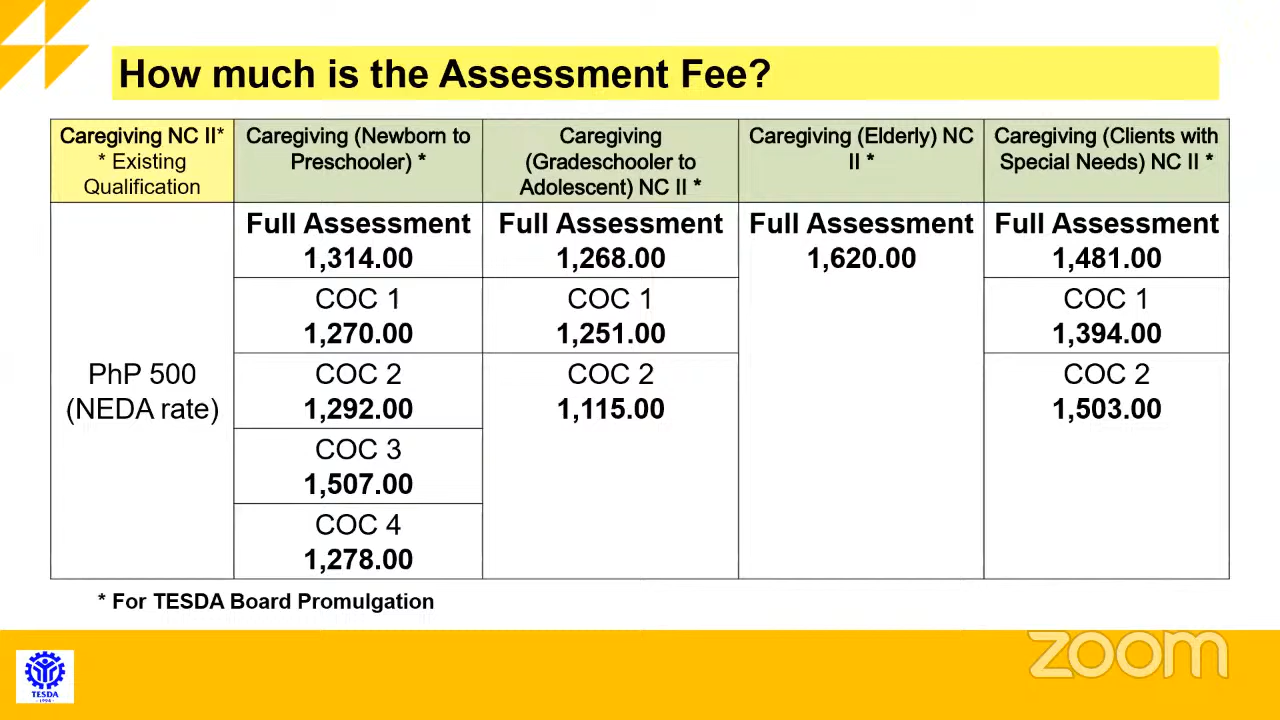 How much is the Assessment Fee?
Caregiving NC II*
* Existing
Qualification
Caregiving (Newborn to
Preschooler) *
Caregiving
(Gradeschooler to
Adolescent) NC II *
Caregiving (Elderly) NC
II *
Caregiving (Clients with
Special Needs) NC II *
PhP 500
(NEDA rate)
Full Assessment
1,314.00
COC 1
1,270.00
COC 2
1,292.00
COC 3
1,507.00
COC 4
1,278.00
Full Assessment
1,268.00
COC 1
1,251.00
COC 2
1,115.00
Full Assessment
1,620.00
Full Assessment
1,481.00
COC 1
1,394.00
COC 2
1,503.00
* For TESDA Board Promulgation
TESDA
- 1994 -
zoom